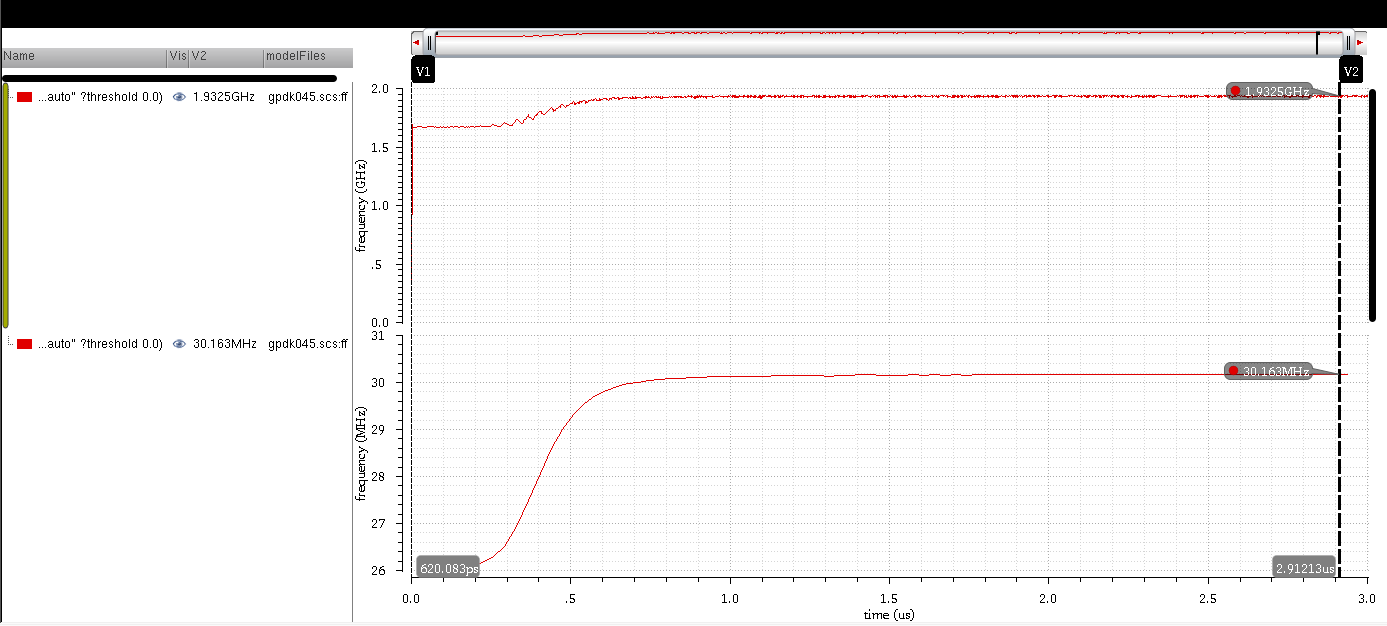 Name Vis V2 modelFiles
V1 V2
...auto" ?threshold 0.0) 1.9325GHz gpdk045.scs:ff
2.0
1.9325GHz
1.5
1.0
.5
0.0
frequency (GHz)
...auto" ?threshold 0.0) 30.163MHz gpdk045.scs:ff
31
30
30.163MHz
29
28
27
26
frequency (MHz)
620.083ps 2.91213us
0.0 .5 1.0 1.5 2.0 2.5 3.0
time (us)